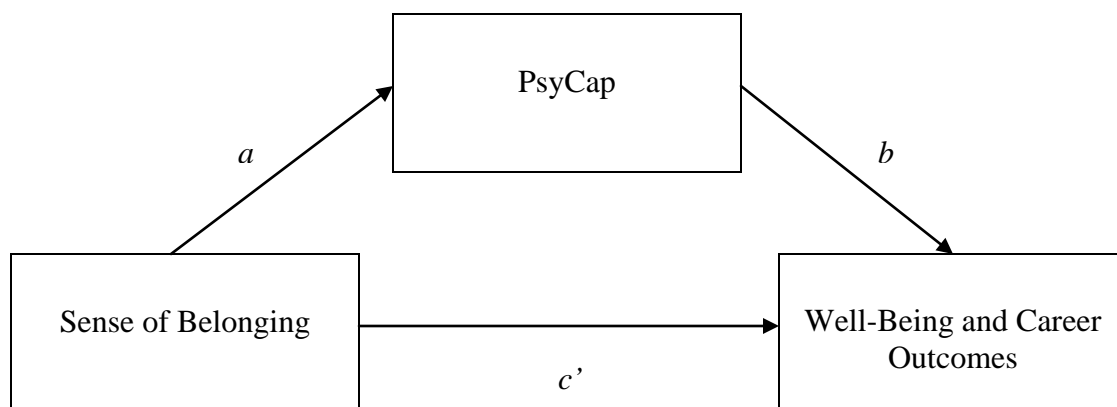 PsyCap
a
b
Sense of Belonging
Well-Being and Career
Outcomes
c’